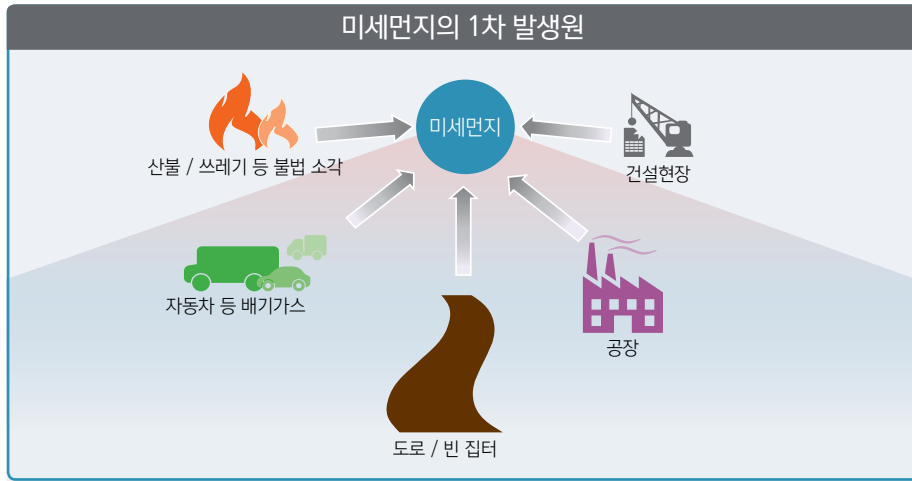 미세먼지의 1차 발생원
미세먼지
산불 / 쓰레기 등 불법 소각
건설현장
자동차 등 배기가스
공장
도로 / 빈 집터